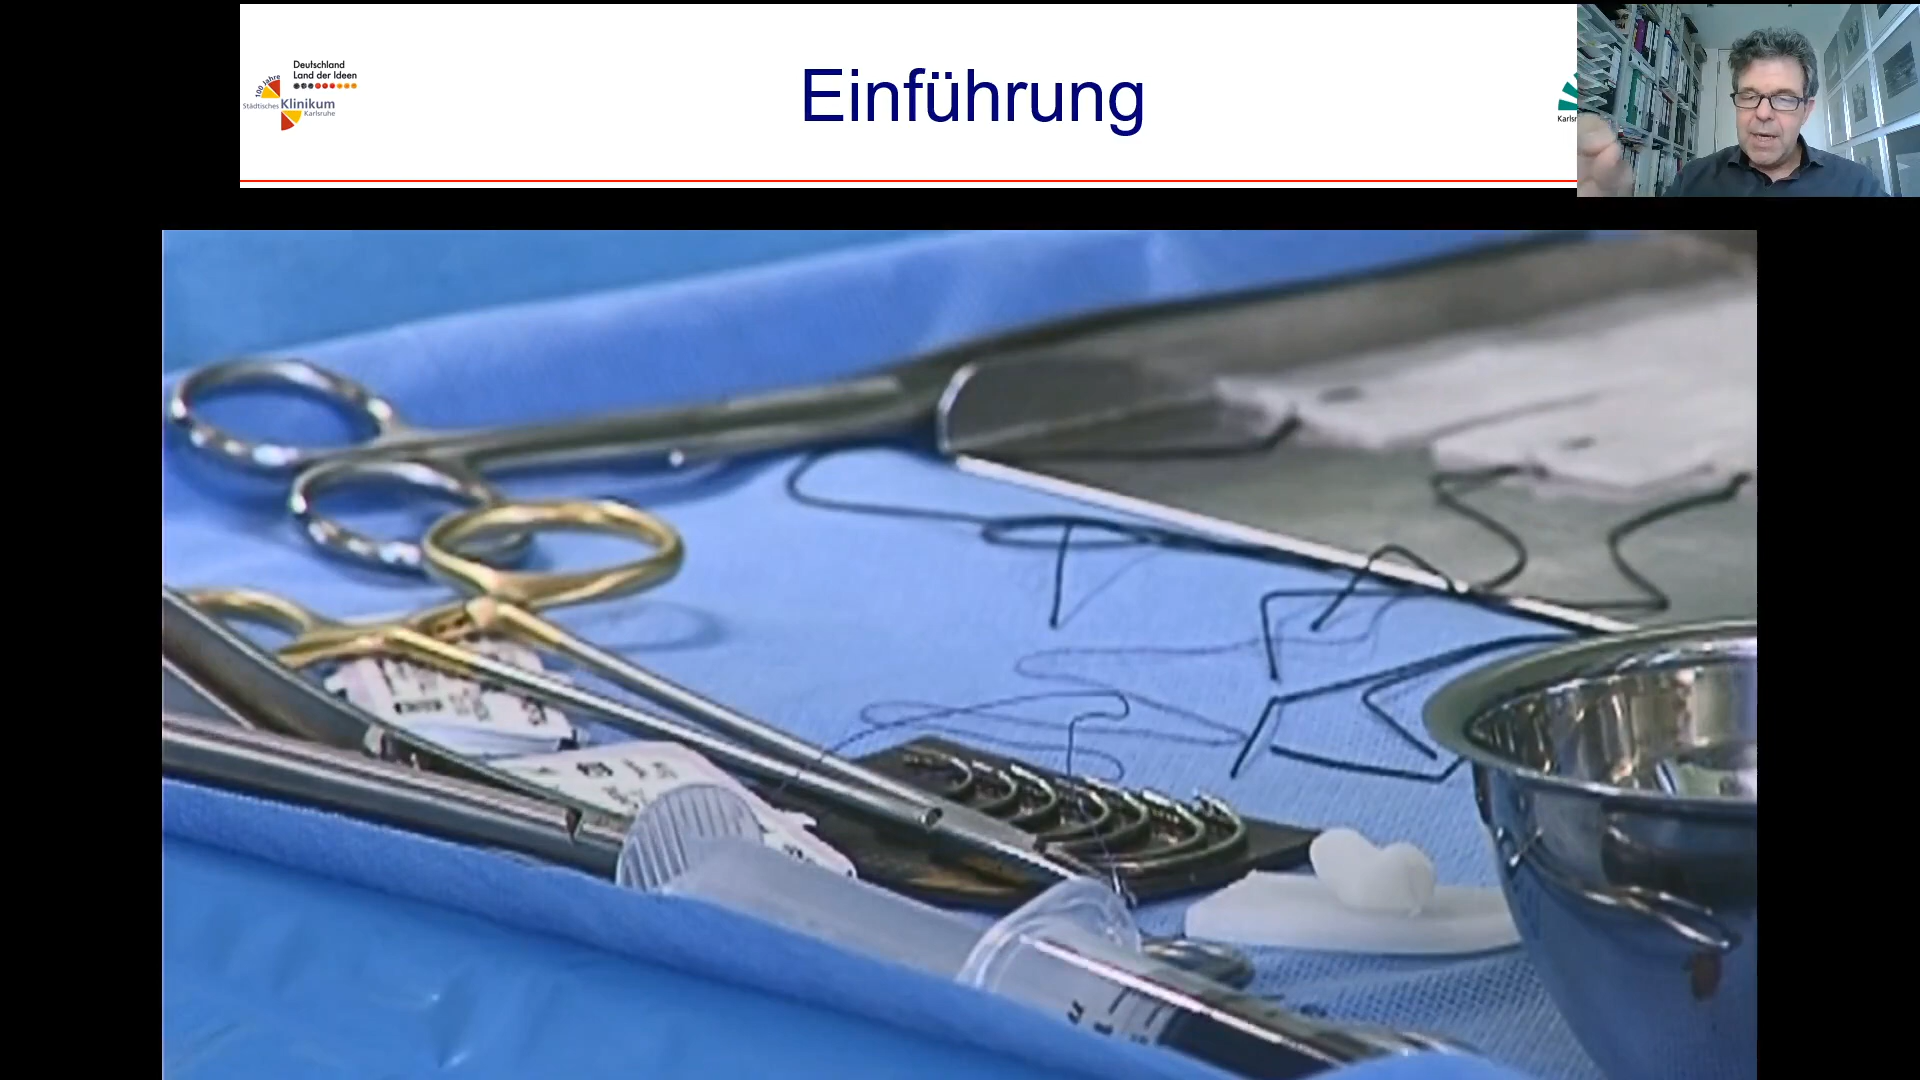 Deutschland
Land der Ideen
100 Jahre
Städtisches Klinikum
Karlsruhe
Einführung